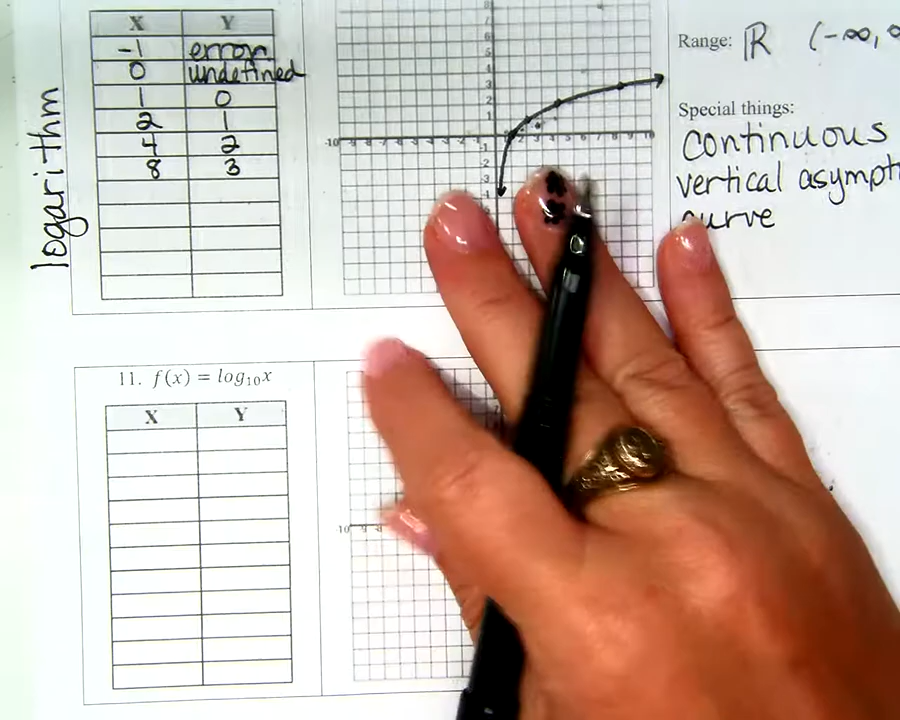 logarithm
X Y
-1 error
0 undefined
1 0
2 1
4 2
8 3
Range: ℝ (-∞,
Special things:
continuous
vertical asympt
curve
11. f(x) = log₁₀x
X Y